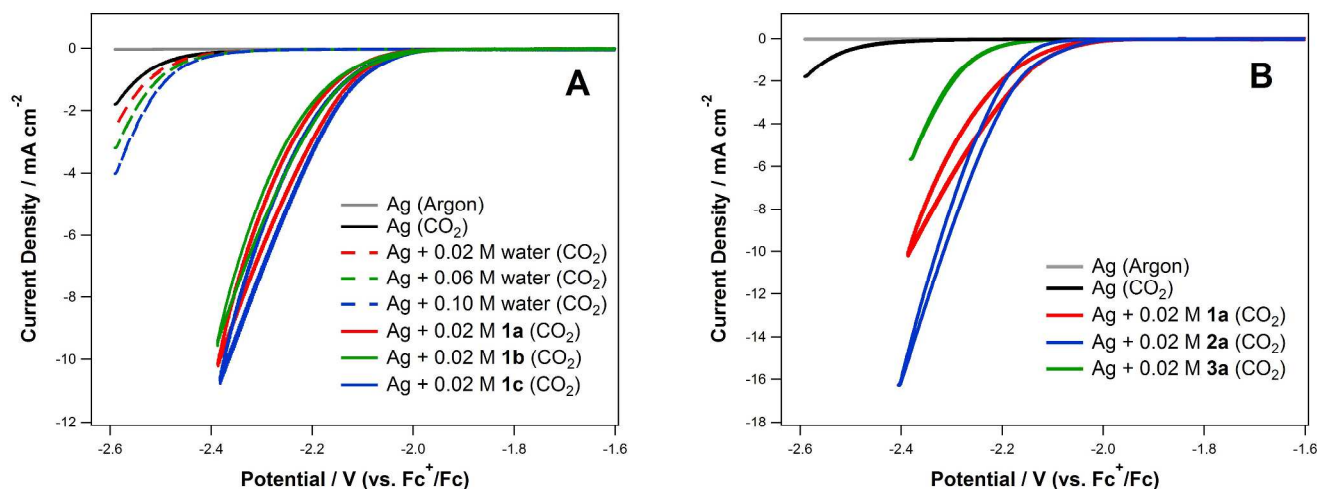 A
Current Density / mA cm⁻²
0
-2
-4
-6
-8
-10
-12
Ag (Argon)
Ag (CO₂)
Ag + 0.02 M water (CO₂)
Ag + 0.06 M water (CO₂)
Ag + 0.10 M water (CO₂)
Ag + 0.02 M 1a (CO₂)
Ag + 0.02 M 1b (CO₂)
Ag + 0.02 M 1c (CO₂)
-2.6 -2.4 -2.2 -2.0 -1.8 -1.6
Potential / V (vs. Fc⁺/Fc)
B
Current Density / mA cm⁻²
0
-2
-4
-6
-8
-10
-12
-14
-16
-18
Ag (Argon)
Ag (CO₂)
Ag + 0.02 M 1a (CO₂)
Ag + 0.02 M 2a (CO₂)
Ag + 0.02 M 3a (CO₂)
-2.6 -2.4 -2.2 -2.0 -1.8 -1.6
Potential / V (vs. Fc⁺/Fc)